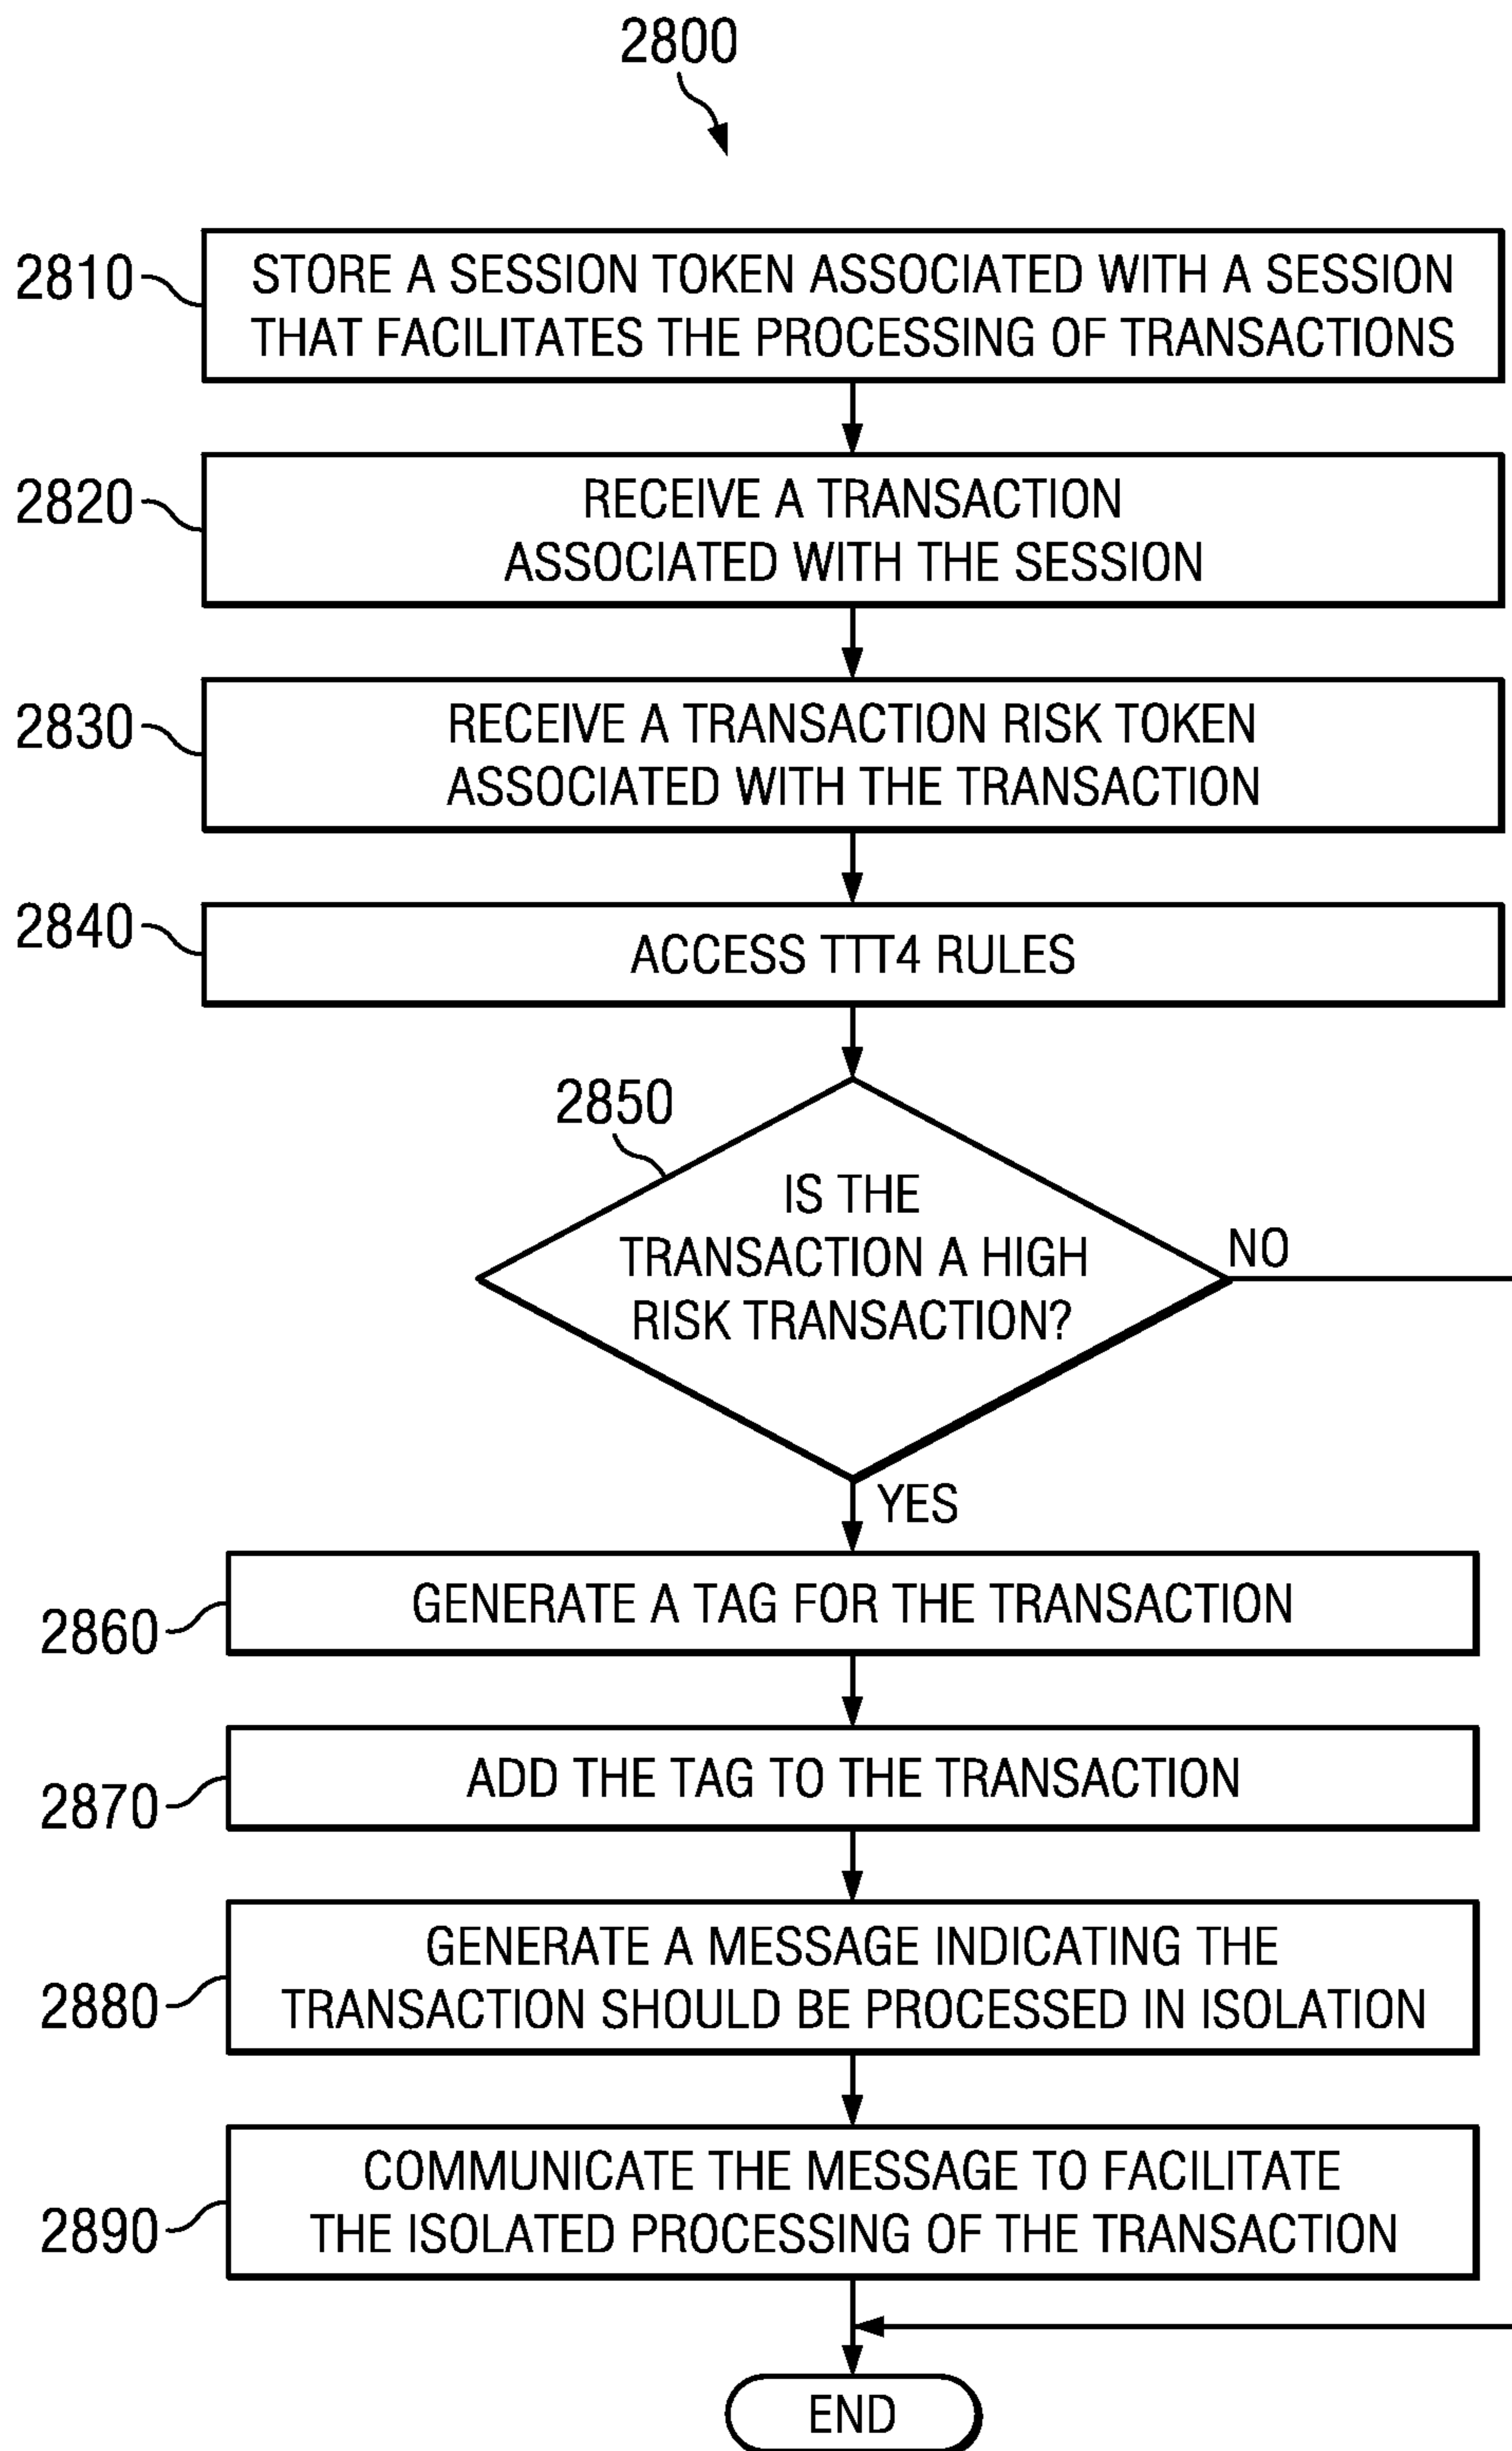 2800
2810
STORE A SESSION TOKEN ASSOCIATED WITH A SESSION
THAT FACILITATES THE PROCESSING OF TRANSACTIONS
2820
RECEIVE A TRANSACTION
ASSOCIATED WITH THE SESSION
2830
RECEIVE A TRANSACTION RISK TOKEN
ASSOCIATED WITH THE TRANSACTION
2840
ACCESS TTT4 RULES
2850
IS THE
TRANSACTION A HIGH
RISK TRANSACTION?
NO
YES
2860
GENERATE A TAG FOR THE TRANSACTION
2870
ADD THE TAG TO THE TRANSACTION
2880
GENERATE A MESSAGE INDICATING THE
TRANSACTION SHOULD BE PROCESSED IN ISOLATION
2890
COMMUNICATE THE MESSAGE TO FACILITATE
THE ISOLATED PROCESSING OF THE TRANSACTION
END